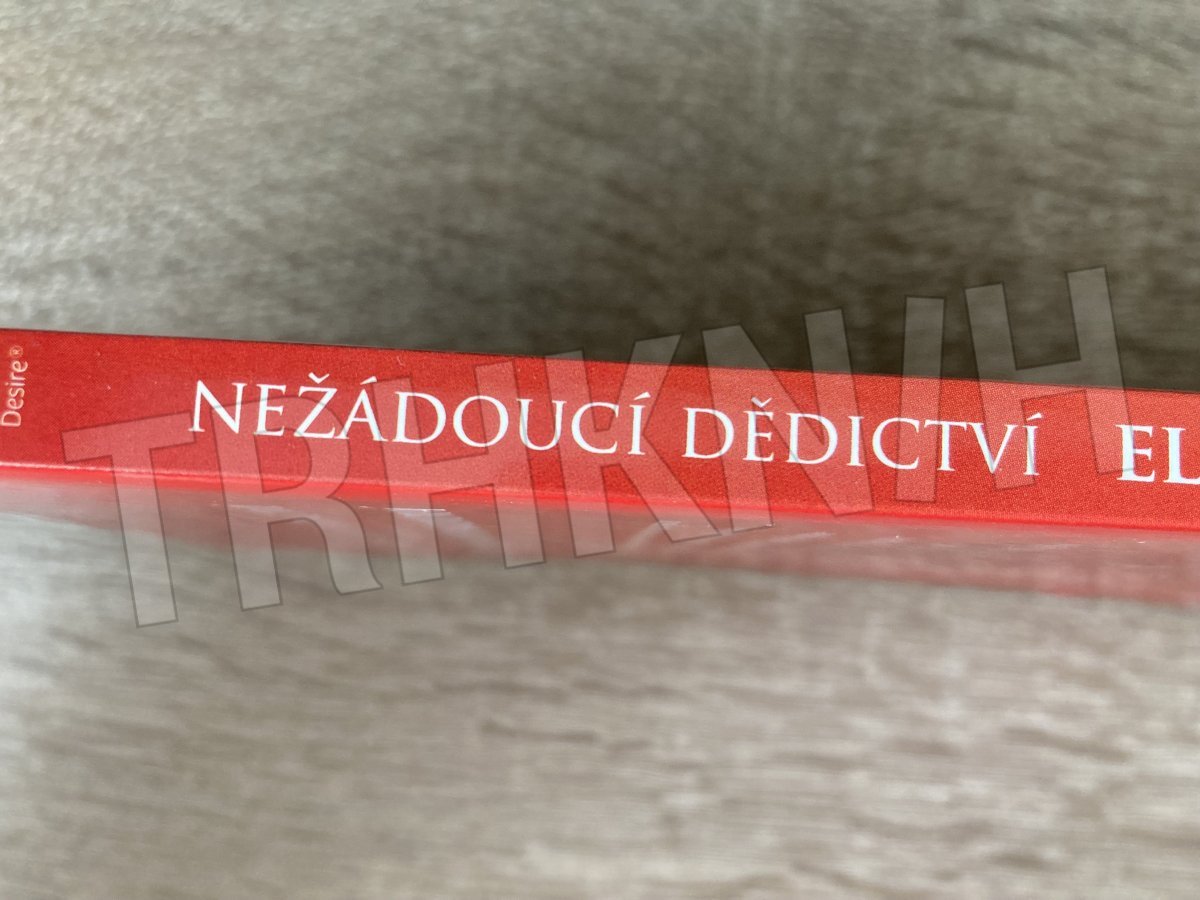 Desire®
NEŽÁDOUCÍ DĚDICTVÍ EL
TRHKNIH